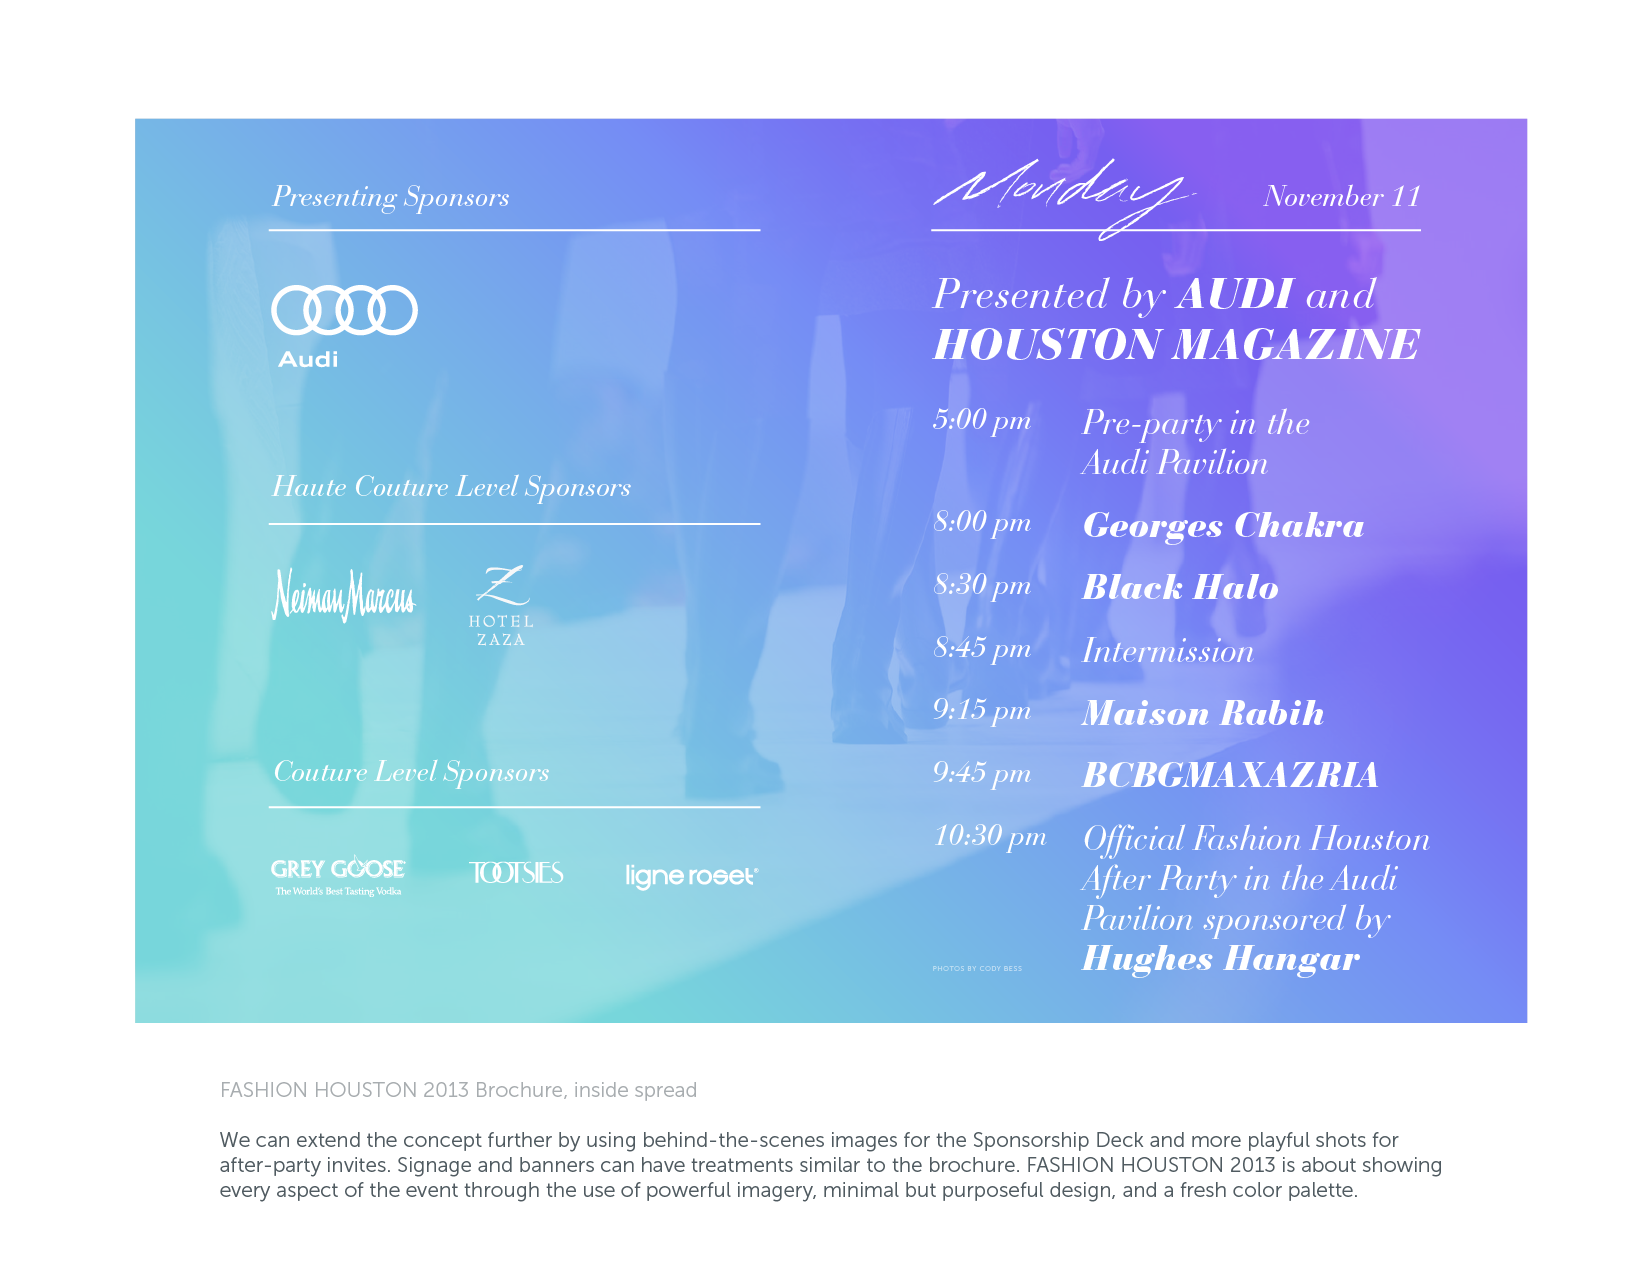 Presenting Sponsors
Audi
Haute Couture Level Sponsors
Neiman Marcus
Z
HOTEL
ZAZA
Couture Level Sponsors
GREY GOOSE
The World's Best Tasting Vodka
TOOTSIES
ligne roset®
Monday November 11
Presented by AUDI and
HOUSTON MAGAZINE
5:00 pm Pre-party in the
Audi Pavilion
8:00 pm Georges Chakra
8:30 pm Black Halo
8:45 pm Intermission
9:15 pm Maison Rabih
9:45 pm BCBGMAXAZRIA
10:30 pm Official Fashion Houston
After Party in the Audi
Pavilion sponsored by
Hughes Hangar
PHOTOS BY CODY BESS
FASHION HOUSTON 2013 Brochure, inside spread
We can extend the concept further by using behind-the-scenes images for the Sponsorship Deck and more playful shots for
after-party invites. Signage and banners can have treatments similar to the brochure. FASHION HOUSTON 2013 is about showing
every aspect of the event through the use of powerful imagery, minimal but purposeful design, and a fresh color palette.